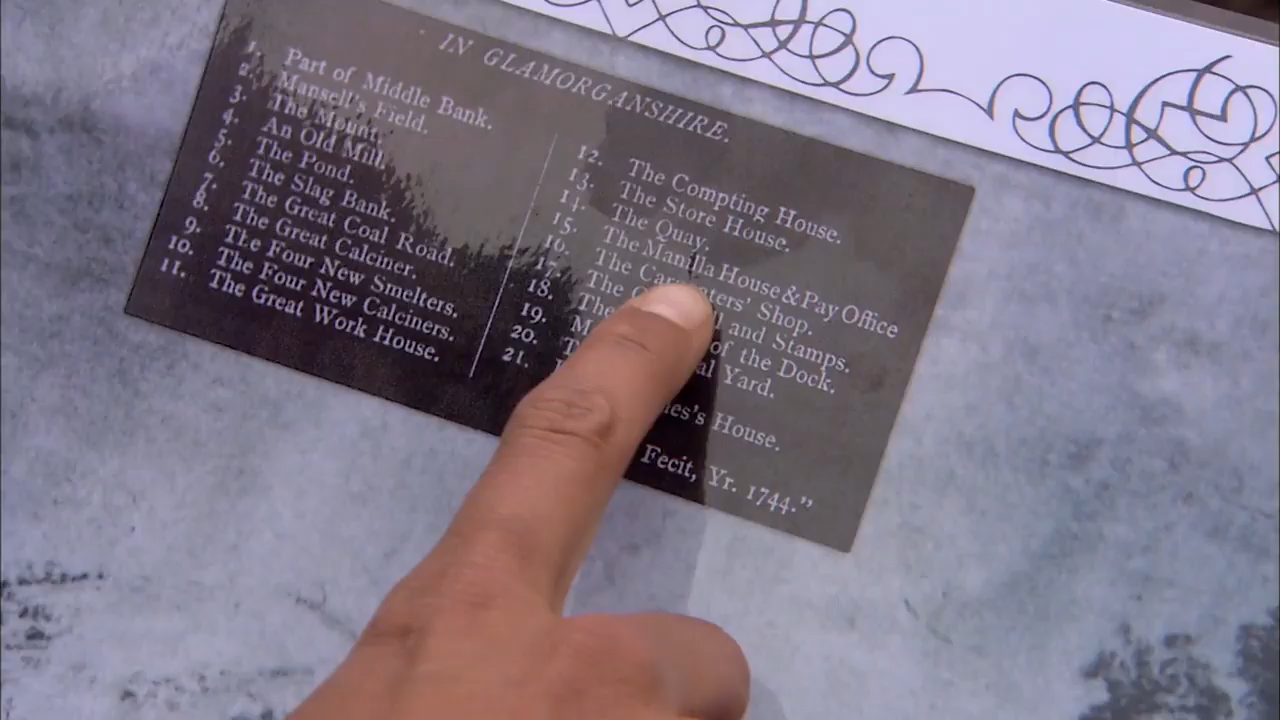 IN GLAMORGANSHIRE.
1. Part of Middle Bank.
2. Mansell's Field.
3. The Mount.
4. An Old Mill.
5. The Pond.
6. The Slag Bank.
7. The Great Coal Road.
8. The Great Calciner.
9. The Four New Smelters.
10. The Four New Calciners.
11. The Great Work House.
12. The Compting House.
13. The Store House.
14. The Quay.
15. The Manilla House & Pay Office
16. The Shop.
17. The and Stamps.
18. The of the Dock.
19. Yard.
20.
21. House.
Fecit, Yr. 1744."